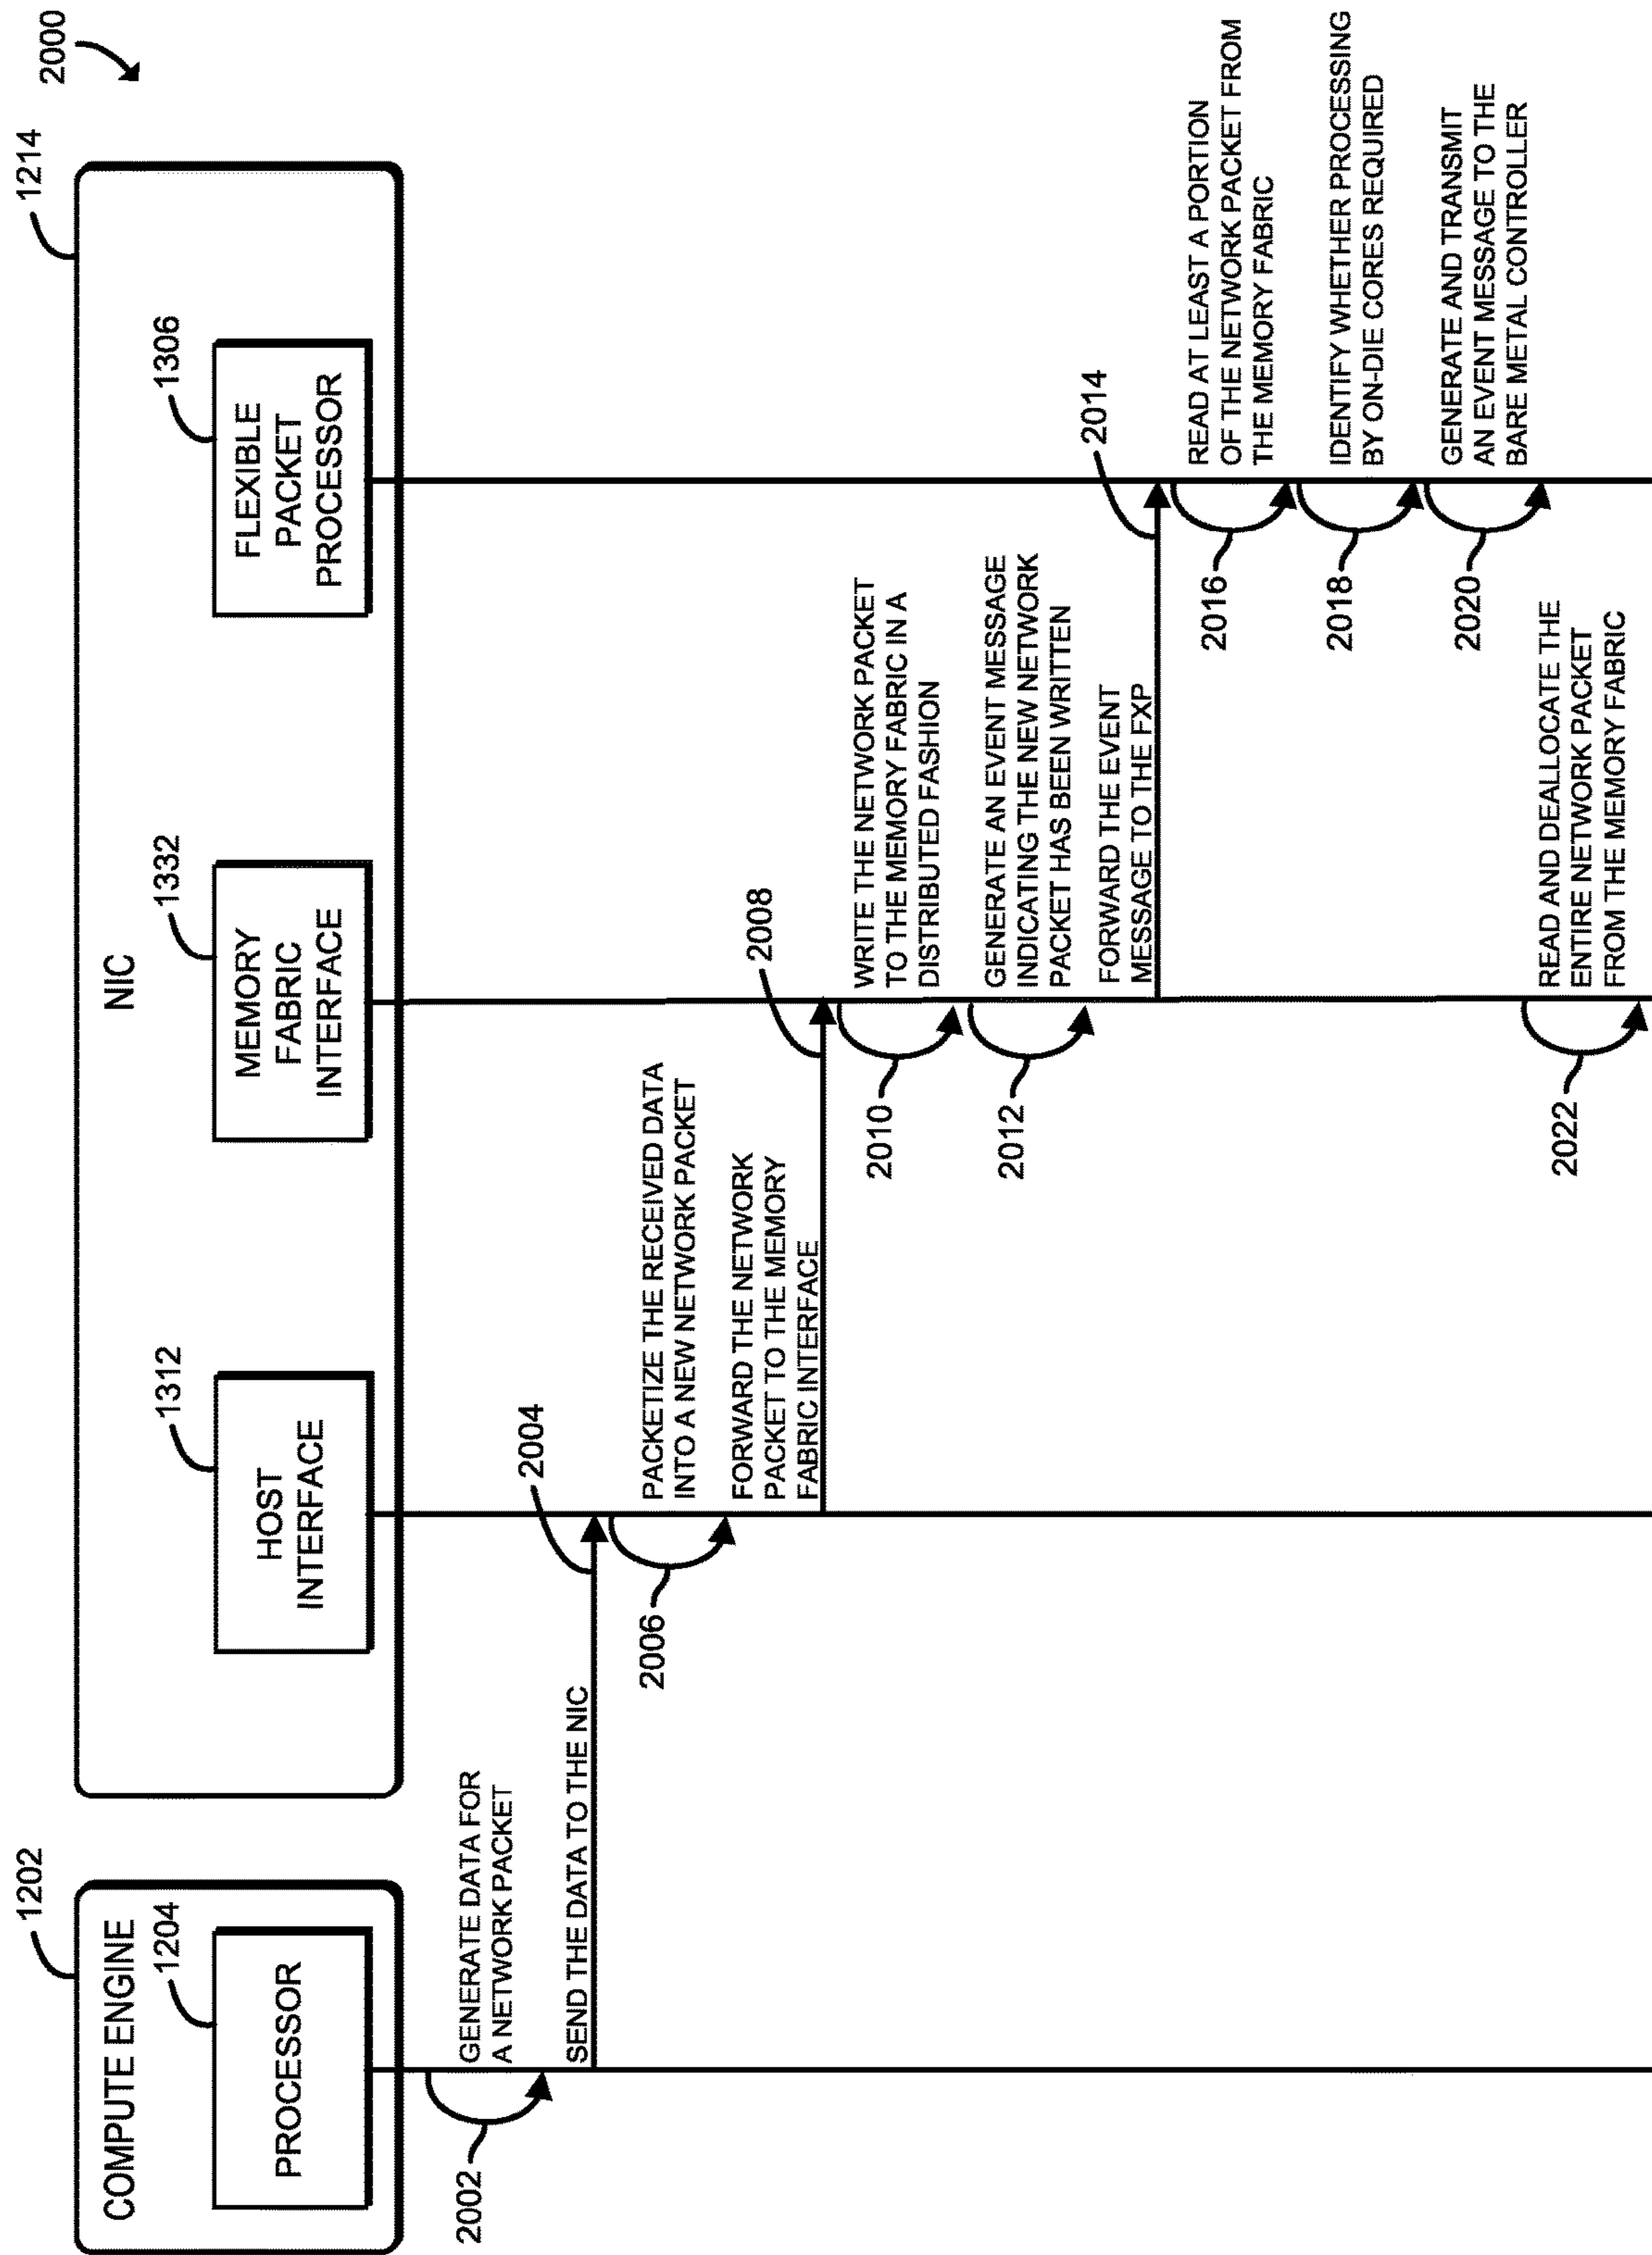 2000
1202
1214
COMPUTE ENGINE
NIC
1204
1312
1332
1306
PROCESSOR
HOST
INTERFACE
MEMORY
FABRIC
INTERFACE
FLEXIBLE
PACKET
PROCESSOR
2002
GENERATE DATA FOR
A NETWORK PACKET
SEND THE DATA TO THE NIC
2004
2006
PACKETIZE THE RECEIVED DATA
INTO A NEW NETWORK PACKET
FORWARD THE NETWORK
PACKET TO THE MEMORY
FABRIC INTERFACE
2008
2010
WRITE THE NETWORK PACKET
TO THE MEMORY FABRIC IN A
DISTRIBUTED FASHION
2012
GENERATE AN EVENT MESSAGE
INDICATING THE NEW NETWORK
PACKET HAS BEEN WRITTEN
FORWARD THE EVENT
MESSAGE TO THE FXP
2014
2016
READ AT LEAST A PORTION
OF THE NETWORK PACKET FROM
THE MEMORY FABRIC
2018
IDENTIFY WHETHER PROCESSING
BY ON-DIE CORES REQUIRED
2020
GENERATE AND TRANSMIT
AN EVENT MESSAGE TO THE
BARE METAL CONTROLLER
2022
READ AND DEALLOCATE THE
ENTIRE NETWORK PACKET
FROM THE MEMORY FABRIC